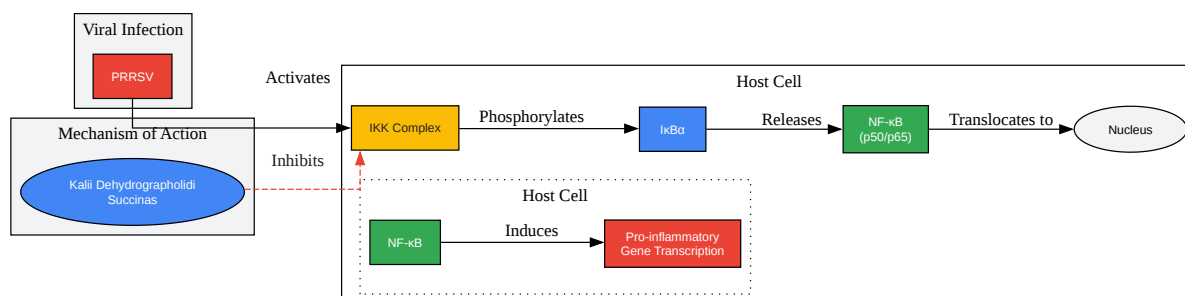 Viral Infection
PRRSV
Activates
Host Cell
Mechanism of Action
IKK Complex
Phosphorylates
IκBα
Releases
NF-κB
(p50/p65)
Translocates to
Nucleus
Inhibits
Kalii Dehydrographolidi
Succinas
Host Cell
NF-κB
Induces
Pro-inflammatory
Gene Transcription